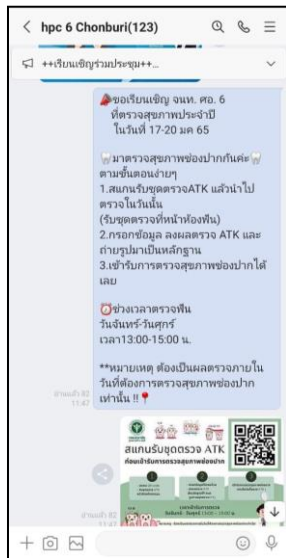 hpc 6 Chonburi(123)
++เรียนเชิญร่วมประชุม++...
📣ขอเรียนเชิญ จนท. ศอ. 6
ที่ตรวจสุขภาพประจำปี
ในวันที่ 17-20 มค 65
🦷มาตรวจสุขภาพช่องปากกันค่ะ🦷
ตามขั้นตอนง่ายๆ
1.สแกนรับชุดตรวจATK แล้วนำไป
ตรวจในวันนั้น
(รับชุดตรวจที่หน้าห้องฟัน)
2.กรอกข้อมูล ลงผลตรวจ ATK และ
ถ่ายรูปมาเป็นหลักฐาน
3.เข้ารับการตรวจสุขภาพช่องปากได้
เลย
⏰ช่วงเวลาตรวจฟัน
วันจันทร์-วันศุกร์
เวลา13:00-15:00 น.
**หมายเหตุ ต้องเป็นผลตรวจภายใน
วันที่ต้องการตรวจสุขภาพช่องปาก
เท่านั้น !!📍
อ่านแล้ว 82
11:47
สแกนรับชุดตรวจ ATK
ก่อนเข้ารับการตรวจสุขภาพช่องปาก
อ่านแล้ว 82